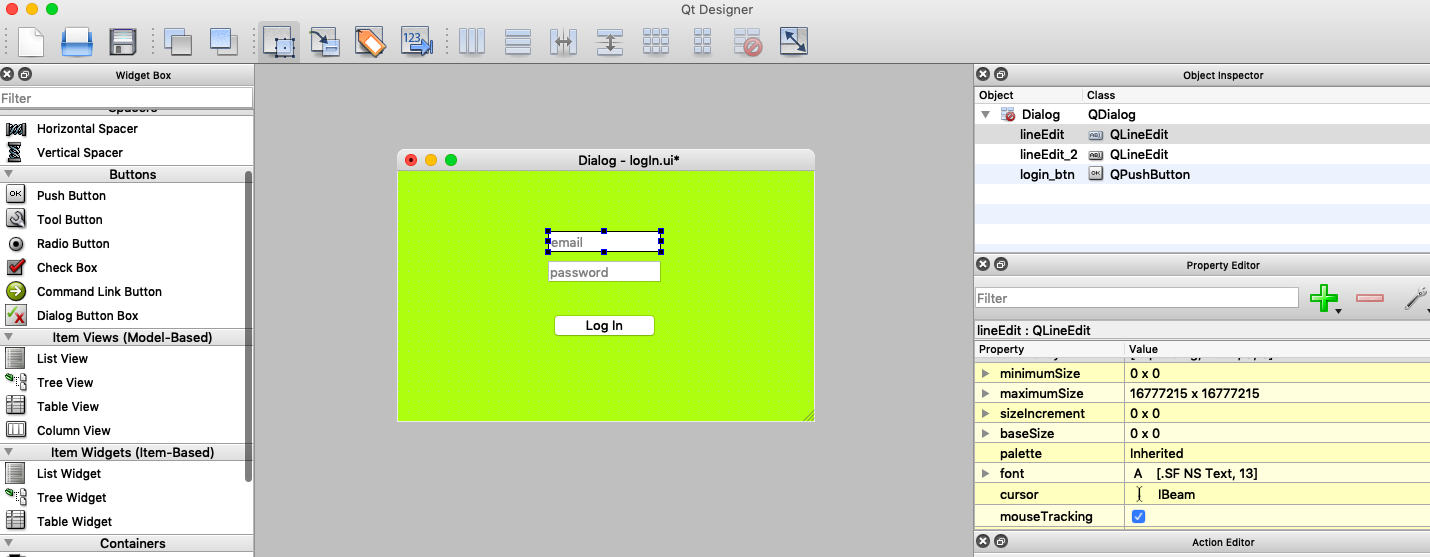 Qt Designer
123
Widget Box
Filter
Spacers
Horizontal Spacer
Vertical Spacer
Buttons
OK Push Button
Tool Button
Radio Button
Check Box
Command Link Button
Dialog Button Box
Item Views (Model-Based)
List View
Tree View
Table View
Column View
Item Widgets (Item-Based)
List Widget
Tree Widget
Table Widget
Containers
Dialog - logIn.ui*
email
password
Log In
Object Inspector
Object Class
Dialog QDialog
lineEdit ABI QLineEdit
lineEdit_2 ABI QLineEdit
login_btn OK QPushButton
Property Editor
Filter
lineEdit : QLineEdit
Property Value
minimumSize 0 x 0
maximumSize 16777215 x 16777215
sizeIncrement 0 x 0
baseSize 0 x 0
palette Inherited
font A [.SF NS Text, 13]
cursor IBeam
mouseTracking
Action Editor